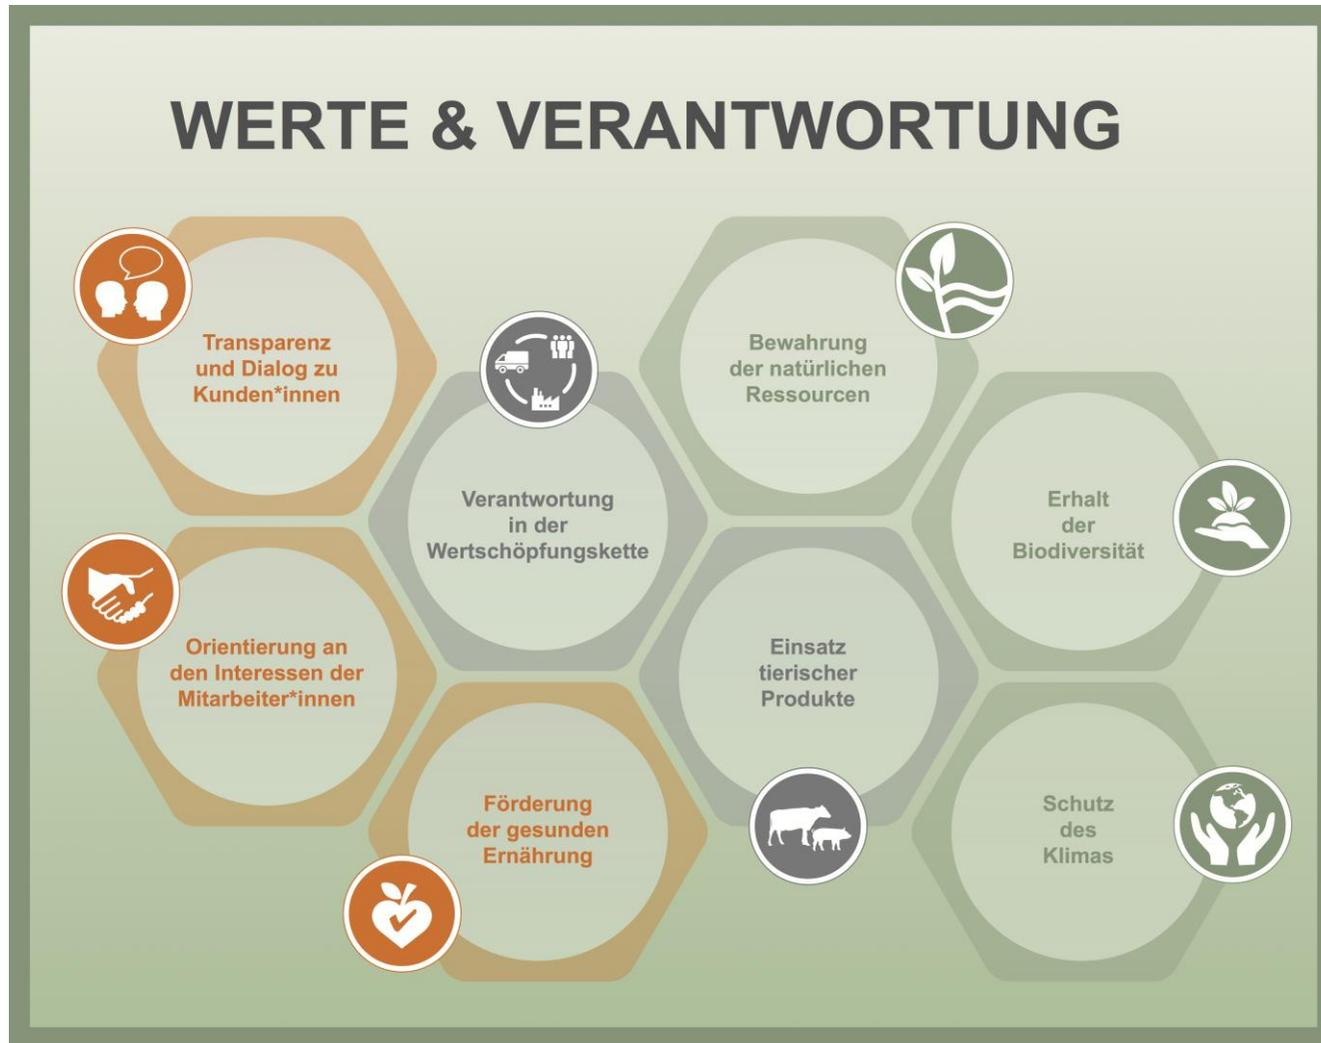 WERTE & VERANTWORTUNG
Transparenz
und Dialog zu
Kunden*innen
Verantwortung
in der
Wertschöpfungskette
Bewahrung
der natürlichen
Ressourcen
Erhalt
der
Biodiversität
Orientierung an
den Interessen der
Mitarbeiter*innen
Einsatz
tierischer
Produkte
Förderung
der gesunden
Ernährung
Schutz
des
Klimas